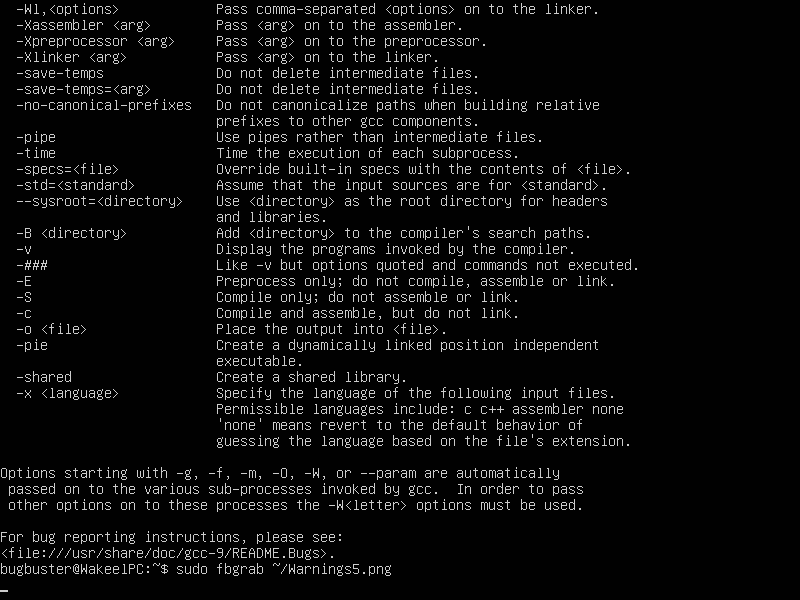 -Wl,<options>            Pass comma-separated <options> on to the linker.
  -Xassembler <arg>        Pass <arg> on to the assembler.
  -Xpreprocessor <arg>     Pass <arg> on to the preprocessor.
  -Xlinker <arg>           Pass <arg> on to the linker.
  -save-temps              Do not delete intermediate files.
  -save-temps=<arg>        Do not delete intermediate files.
  -no-canonical-prefixes   Do not canonicalize paths when building relative
                           prefixes to other gcc components.
  -pipe                    Use pipes rather than intermediate files.
  -time                    Time the execution of each subprocess.
  -specs=<file>            Override built-in specs with the contents of <file>.
  -std=<standard>          Assume that the input sources are for <standard>.
  --sysroot=<directory>    Use <directory> as the root directory for headers
                           and libraries.
  -B <directory>           Add <directory> to the compiler's search paths.
  -v                       Display the programs invoked by the compiler.
  -###                     Like -v but options quoted and commands not executed.
  -E                       Preprocess only; do not compile, assemble or link.
  -S                       Compile only; do not assemble or link.
  -c                       Compile and assemble, but do not link.
  -o <file>                Place the output into <file>.
  -pie                     Create a dynamically linked position independent
                           executable.
  -shared                  Create a shared library.
  -x <language>            Specify the language of the following input files.
                           Permissible languages include: c c++ assembler none
                           'none' means revert to the default behavior of
                           guessing the language based on the file's extension.

Options starting with -g, -f, -m, -O, -W, or --param are automatically
 passed on to the various sub-processes invoked by gcc.  In order to pass
 other options on to these processes the -W<letter> options must be used.

For bug reporting instructions, please see:
<file:///usr/share/doc/gcc-9/README.Bugs>.
bugbuster@WakeelPC:~$ sudo fbgrab ~/Warnings5.png